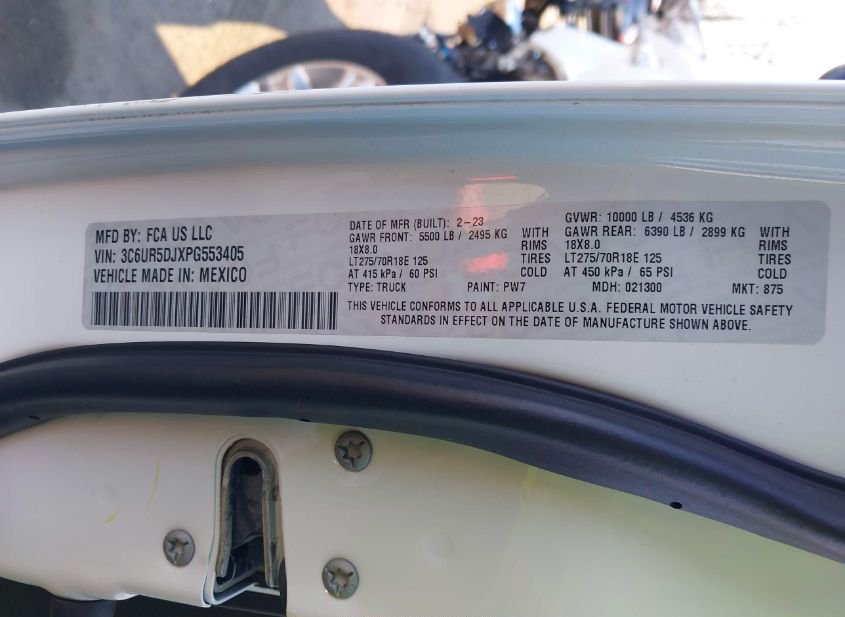 MFD BY: FCA US LLC
VIN: 3C6UR5DJXPG553405
VEHICLE MADE IN: MEXICO
DATE OF MFR (BUILT): 2-23 GVWR: 10000 LB / 4536 KG
GAWR FRONT: 5500 LB / 2495 KG WITH GAWR REAR: 6390 LB / 2899 KG WITH
18X8.0 RIMS 18X8.0 RIMS
LT275/70R18E 125 TIRES LT275/70R18E 125 TIRES
AT 415 kPa / 60 PSI COLD AT 450 kPa / 65 PSI COLD
TYPE: TRUCK PAINT: PW7 MDH: 021300 MKT: 875
THIS VEHICLE CONFORMS TO ALL APPLICABLE U.S.A. FEDERAL MOTOR VEHICLE SAFETY
STANDARDS IN EFFECT ON THE DATE OF MANUFACTURE SHOWN ABOVE.